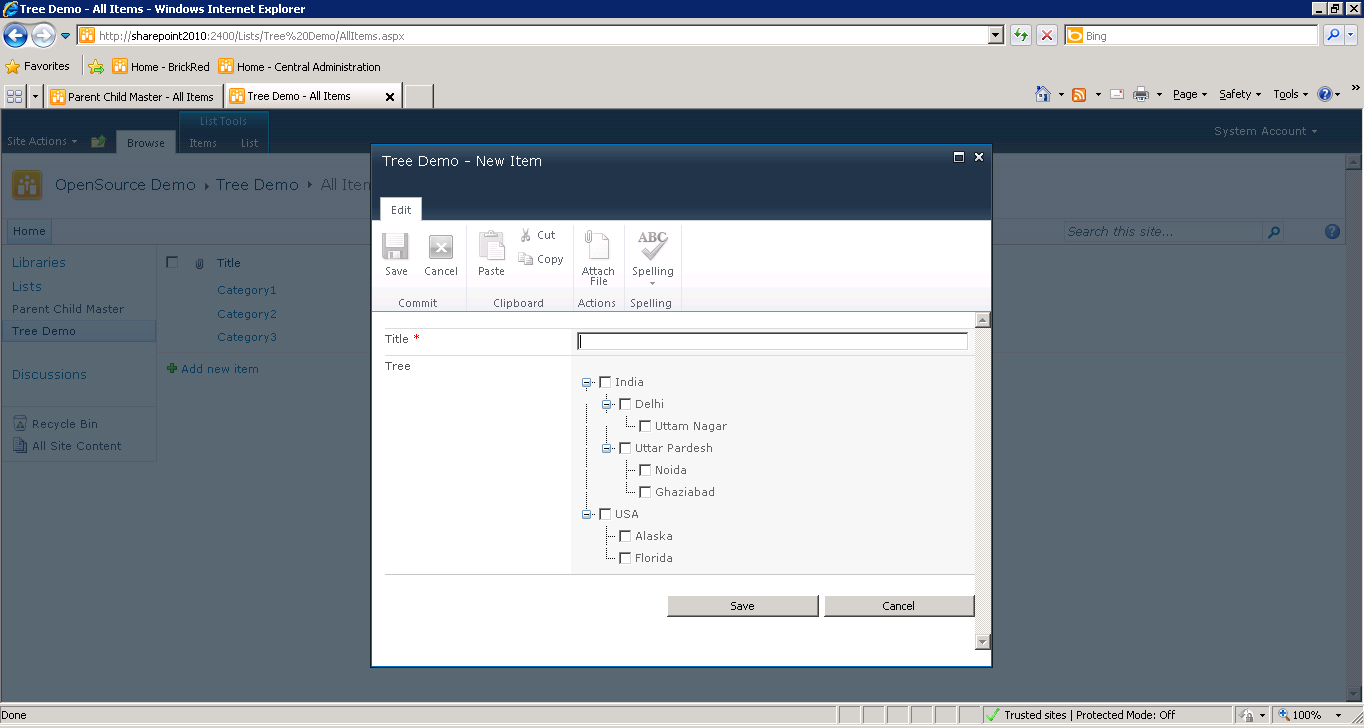 Tree Demo - All Items - Windows Internet Explorer
http://sharepoint2010:2400/Lists/Tree%20Demo/AllItems.aspx
Bing
Favorites
Home - BrickRed
Home - Central Administration
Parent Child Master - All Items
Tree Demo - All Items
Page
Safety
Tools
Site Actions
Browse
List Tools
Items
List
System Account
OpenSource Demo
Tree Demo
All Iten
Home
Search this site...
Libraries
Lists
Parent Child Master
Tree Demo
Discussions
Recycle Bin
All Site Content
Title
Category1
Category2
Category3
Add new item
Tree Demo - New Item
Edit
Save
Cancel
Commit
Paste
Cut
Copy
Clipboard
Attach
File
Actions
ABC
Spelling
Spelling
Title *
Tree
India
Delhi
Uttam Nagar
Uttar Pardesh
Noida
Ghaziabad
USA
Alaska
Florida
Save
Cancel
Done
Trusted sites | Protected Mode: Off
100%